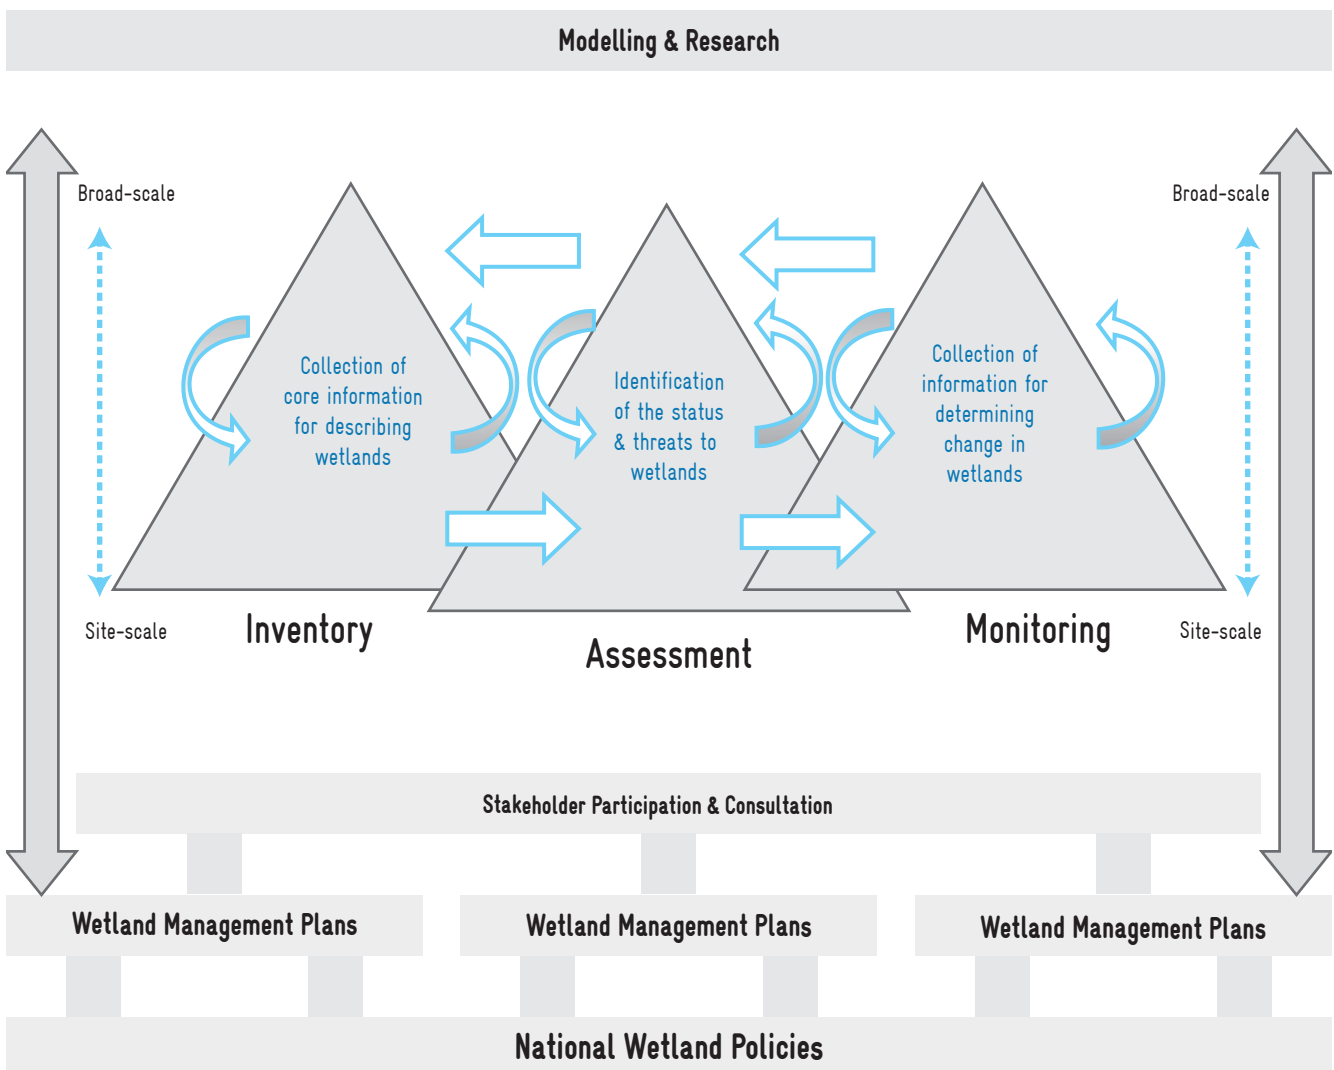 Modelling & Research
Broad-scale
Broad-scale
Collection of
core information
for describing
wetlands
Identification
of the status
& threats to
wetlands
Collection of
information for
determining
change in
wetlands
Site-scale
Inventory
Assessment
Monitoring
Site-scale
Stakeholder Participation & Consultation
Wetland Management Plans
Wetland Management Plans
Wetland Management Plans
National Wetland Policies